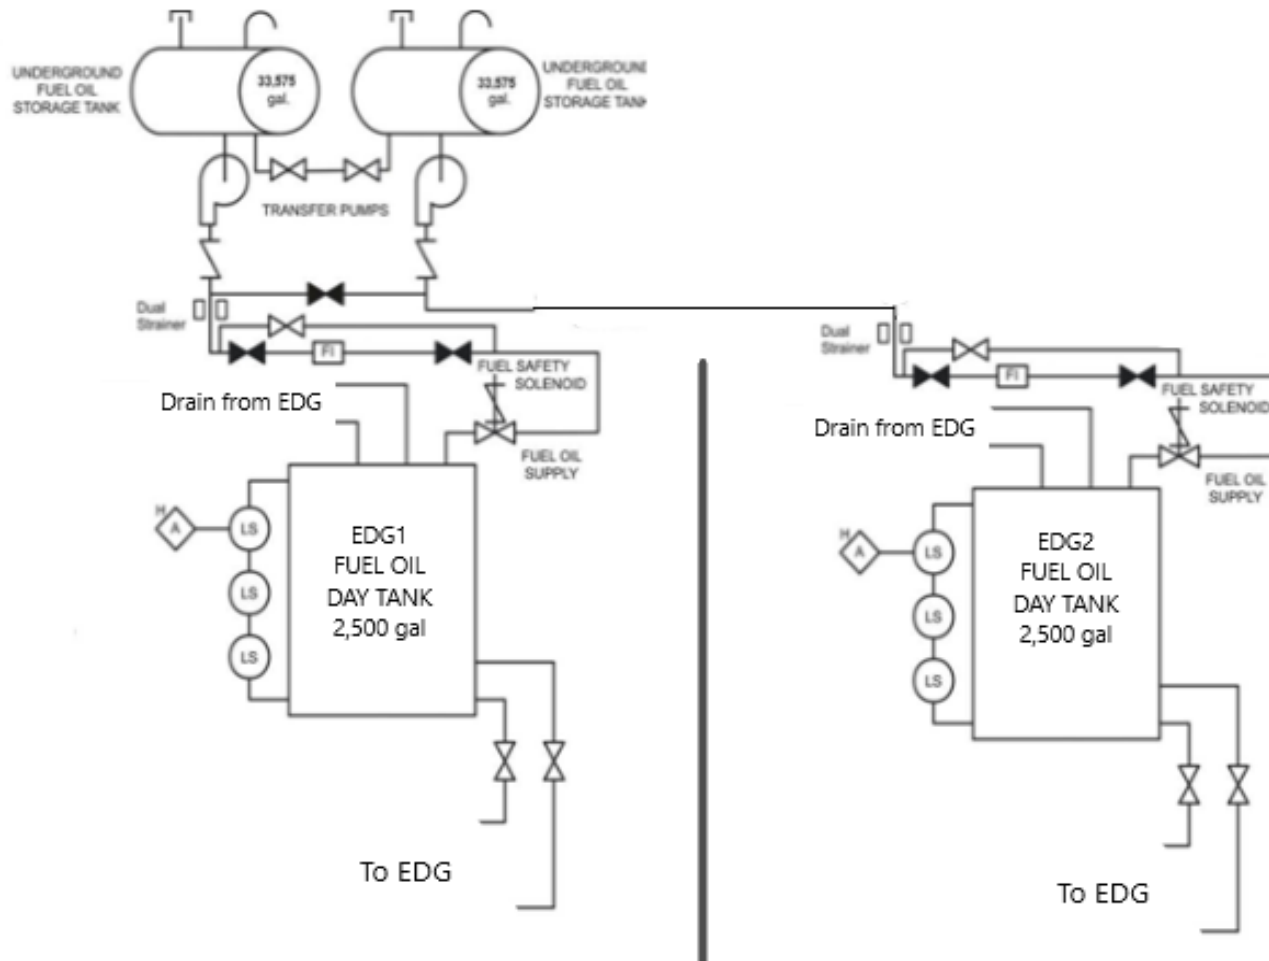 UNDERGROUND
FUEL OIL
STORAGE TANK
33,575
gal.
33,575
gal.
UNDERGROUND
FUEL OIL
STORAGE TANK
TRANSFER PUMPS
Dual
Strainer
FI
FUEL SAFETY
SOLENOID
Drain from EDG
FUEL OIL
SUPPLY
H
A
LS
LS
LS
EDG1
FUEL OIL
DAY TANK
2,500 gal
To EDG
Dual
Strainer
FI
FUEL SAFETY
SOLENOID
Drain from EDG
FUEL OIL
SUPPLY
H
A
LS
LS
LS
EDG2
FUEL OIL
DAY TANK
2,500 gal
To EDG